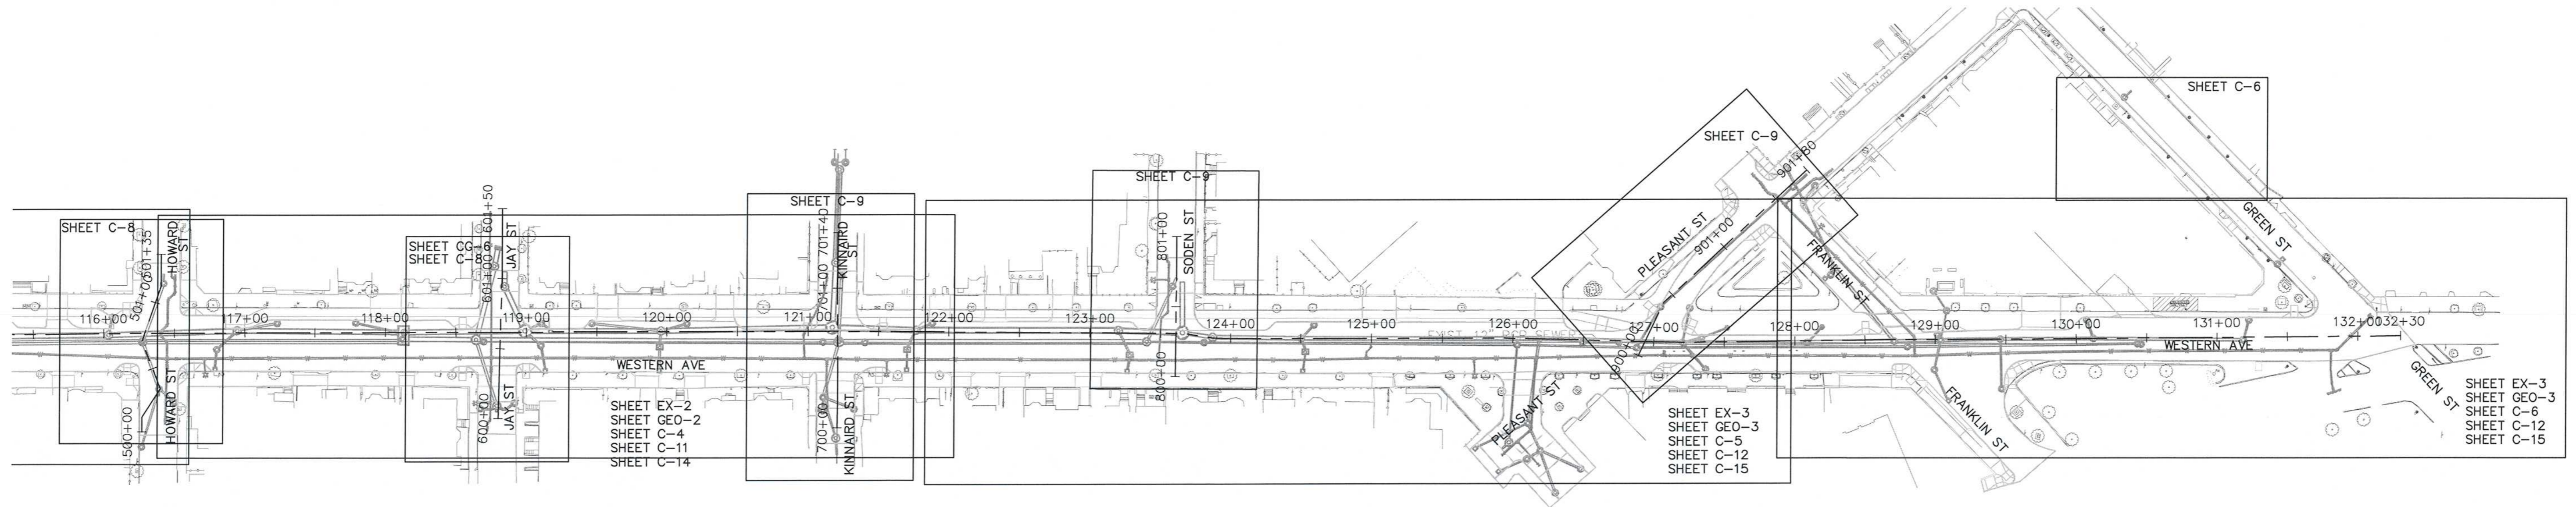 SHEET C-8
HOWARD ST
501+35
501+00
500+00
HOWARD ST
116+00
117+00
118+00
119+00
120+00
121+00
122+00
123+00
124+00
125+00
126+00
127+00
128+00
129+00
130+00
131+00
132+00
132+30
SHEET CG-6
SHEET C-8
601+50
601+00
600+00
JAY ST
JAY ST
WESTERN AVE
SHEET EX-2
SHEET GEO-2
SHEET C-4
SHEET C-11
SHEET C-14
SHEET C-9
701+40
701+00
700+00
KINNAIRD ST
KINNAIRD ST
SHEET C-9
801+00
800+00
SODEN ST
EXIST 12" RCP SEWER
SHEET C-9
901+80
901+00
900+00
PLEASANT ST
PLEASANT ST
FRANKLIN ST
FRANKLIN ST
SHEET EX-3
SHEET GEO-3
SHEET C-5
SHEET C-12
SHEET C-15
SHEET C-6
GREEN ST
WESTERN AVE
GREEN ST
SHEET EX-3
SHEET GEO-3
SHEET C-6
SHEET C-12
SHEET C-15